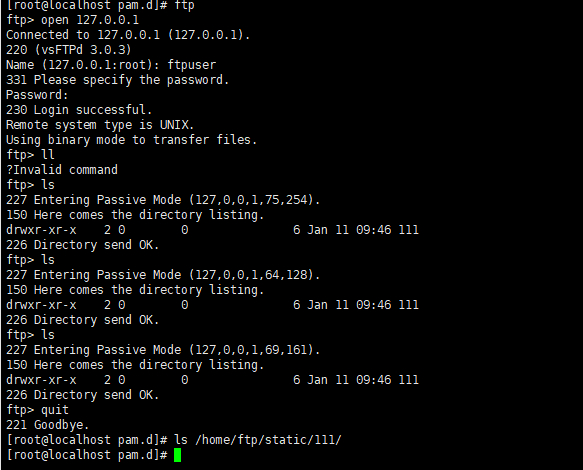 [root@localhost pam.d]# ftp
ftp> open 127.0.0.1
Connected to 127.0.0.1 (127.0.0.1).
220 (vsFTPd 3.0.3)
Name (127.0.0.1:root): ftpuser
331 Please specify the password.
Password:
230 Login successful.
Remote system type is UNIX.
Using binary mode to transfer files.
ftp> ll
?Invalid command
ftp> ls
227 Entering Passive Mode (127,0,0,1,75,254).
150 Here comes the directory listing.
drwxr-xr-x    2 0        0               6 Jan 11 09:46 111
226 Directory send OK.
ftp> ls
227 Entering Passive Mode (127,0,0,1,64,128).
150 Here comes the directory listing.
drwxr-xr-x    2 0        0               6 Jan 11 09:46 111
226 Directory send OK.
ftp> ls
227 Entering Passive Mode (127,0,0,1,69,161).
150 Here comes the directory listing.
drwxr-xr-x    2 0        0               6 Jan 11 09:46 111
226 Directory send OK.
ftp> quit
221 Goodbye.
[root@localhost pam.d]# ls /home/ftp/static/111/
[root@localhost pam.d]#